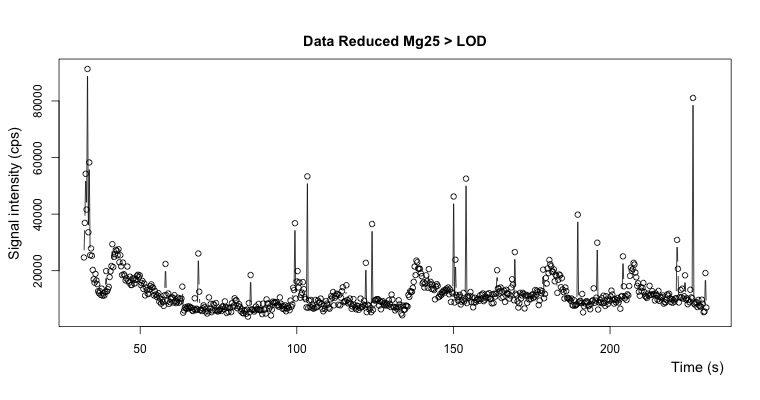 Data Reduced Mg25 > LOD
Signal intensity (cps)
80000
60000
40000
20000
50 100 150 200
Time (s)